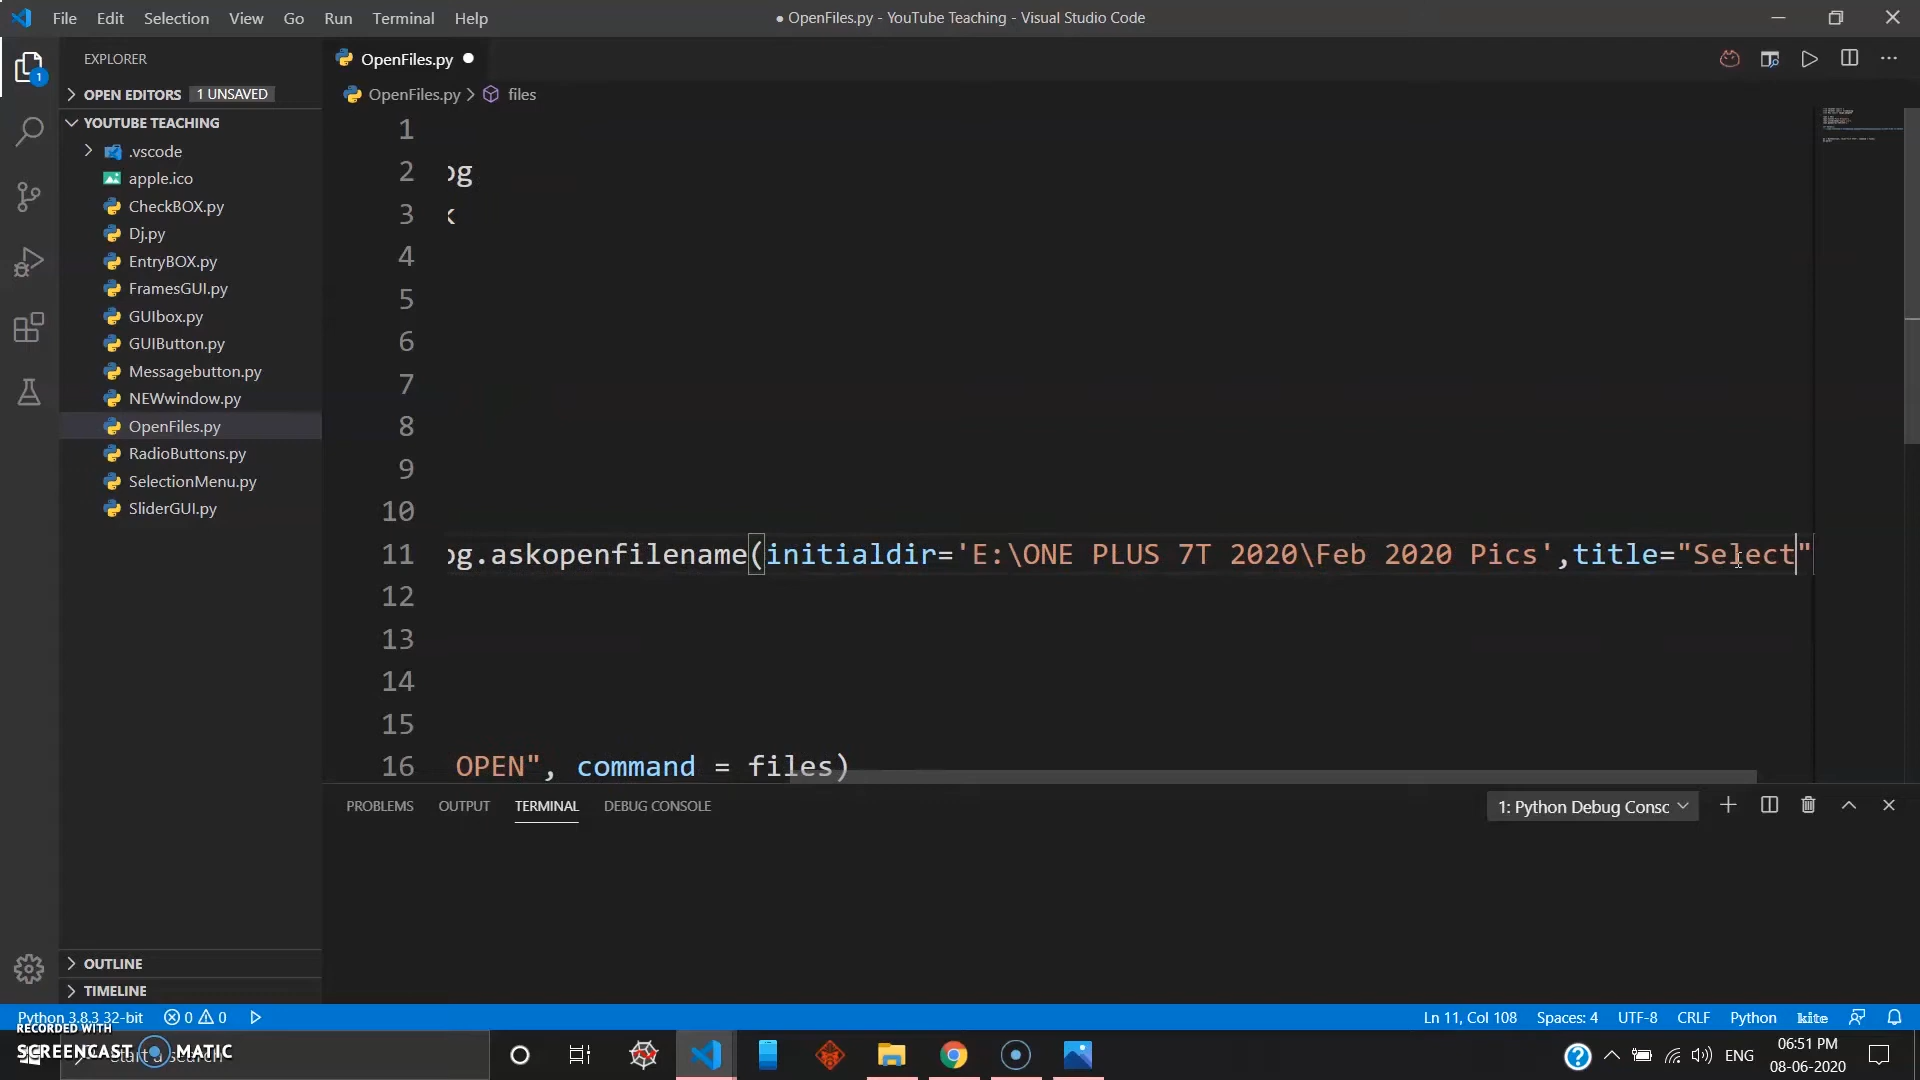 File Edit Selection View Go Run Terminal Help
● OpenFiles.py - YouTube Teaching - Visual Studio Code
EXPLORER
OPEN EDITORS 1 UNSAVED
YOUTUBE TEACHING
.vscode
apple.ico
CheckBOX.py
Dj.py
EntryBOX.py
FramesGUI.py
GUIbox.py
GUIButton.py
Messagebutton.py
NEWwindow.py
OpenFiles.py
RadioButtons.py
SelectionMenu.py
SliderGUI.py
OUTLINE
TIMELINE
1
OpenFiles.py
OpenFiles.py > files
1
2 og
3 k
4
5
6
7
8
9
10
11 og.askopenfilename(initialdir='E:\ONE PLUS 7T 2020\Feb 2020 Pics',title="Select"
12
13
14
15
16 OPEN", command = files)
PROBLEMS OUTPUT TERMINAL DEBUG CONSOLE
1: Python Debug Consc
Python 3.8.3 32-bit 0 0
Ln 11, Col 108 Spaces: 4 UTF-8 CRLF Python kite
RECORDED WITH
SCREENCAST MATIC
ENG
06:51 PM
08-06-2020